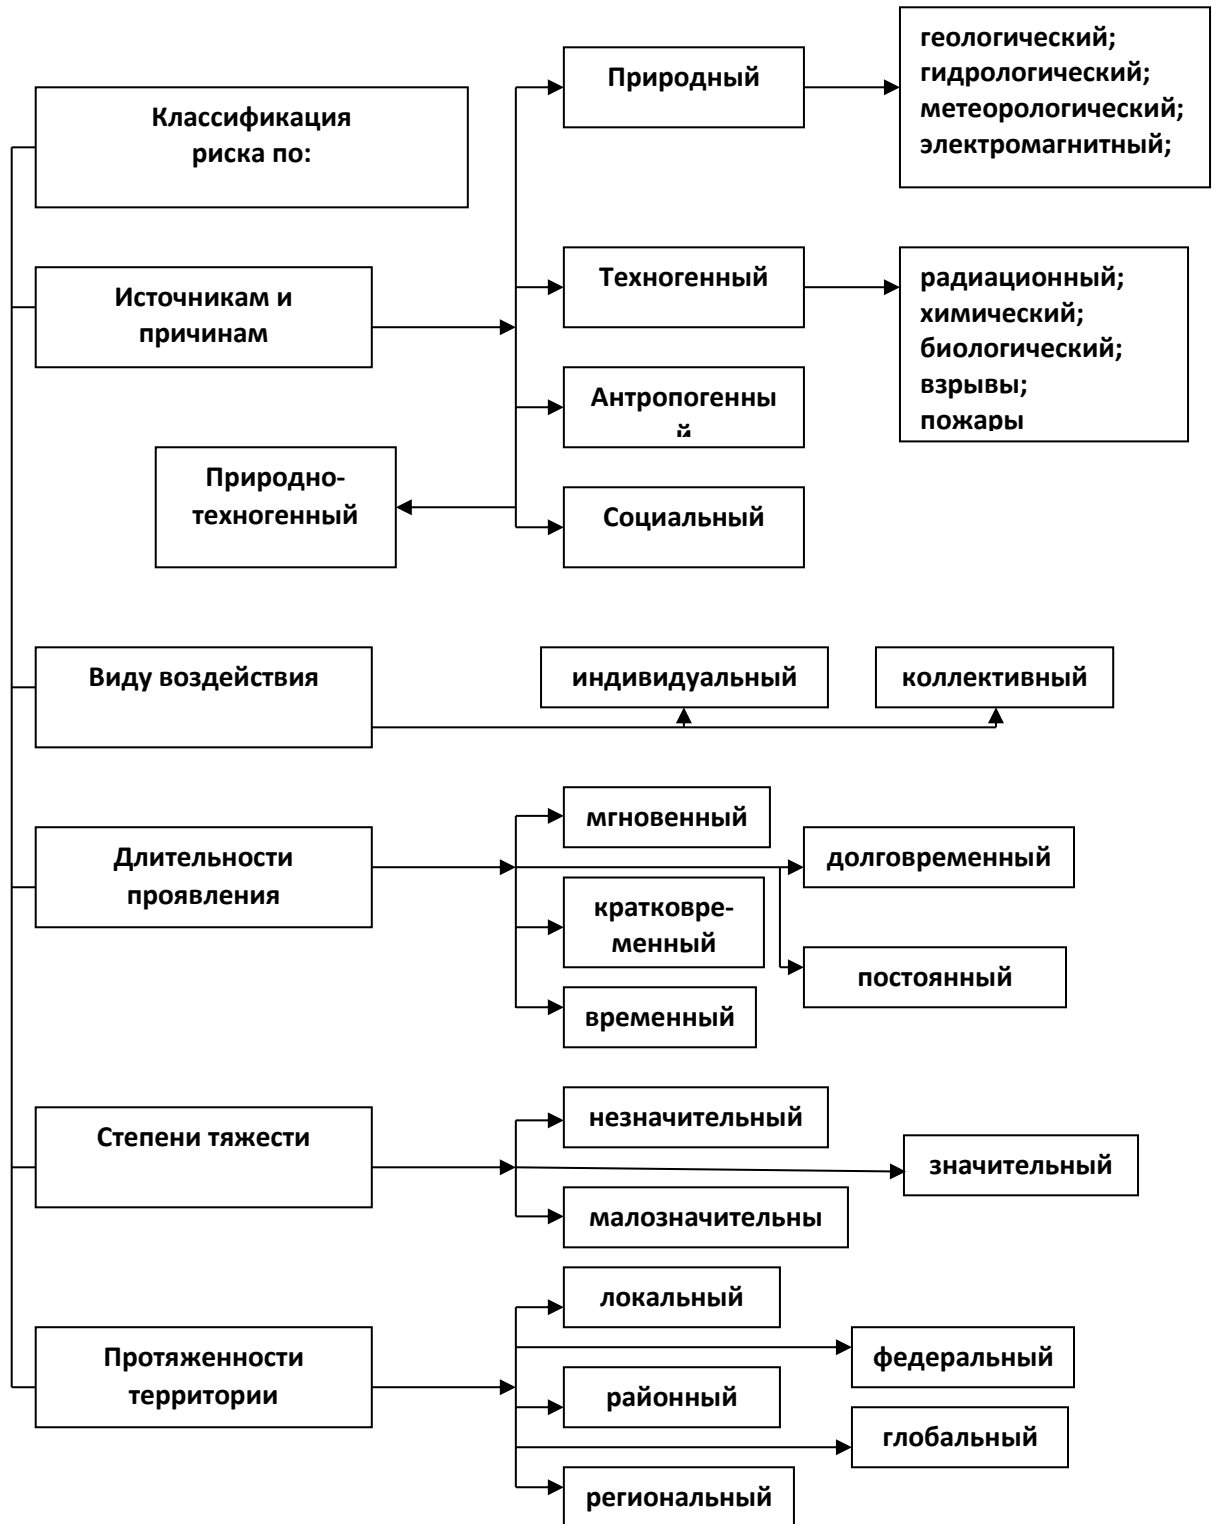 Классификация
риска по:
Природный
геологический;
гидрологический;
метеорологический;
электромагнитный;
Источникам и
причинам
Техногенный
радиационный;
химический;
биологический;
взрывы;
пожары
Антропогенны
й
Природно-
техногенный
Социальный
Виду воздействия
индивидуальный
коллективный
Длительности
проявления
мгновенный
долговременный
кратковре-
менный
постоянный
временный
Степени тяжести
незначительный
значительный
малозначительны
Протяженности
территории
локальный
федеральный
районный
глобальный
региональный